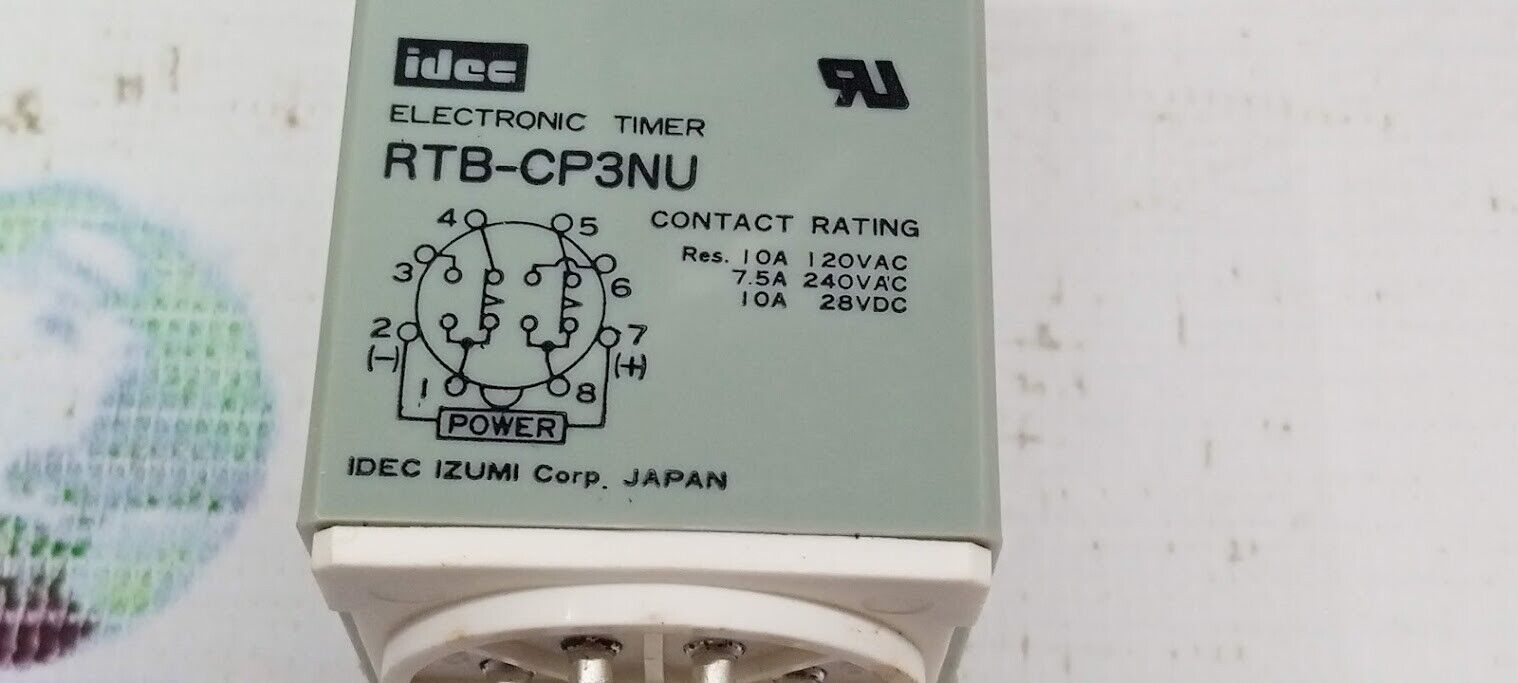 idec
RU
ELECTRONIC TIMER
RTB-CP3NU
4 5
3 6
2 7
(-) (+)
1 8
POWER
CONTACT RATING
Res. 10A 120VAC
7.5A 240VAC
10A 28VDC
IDEC IZUMI Corp. JAPAN